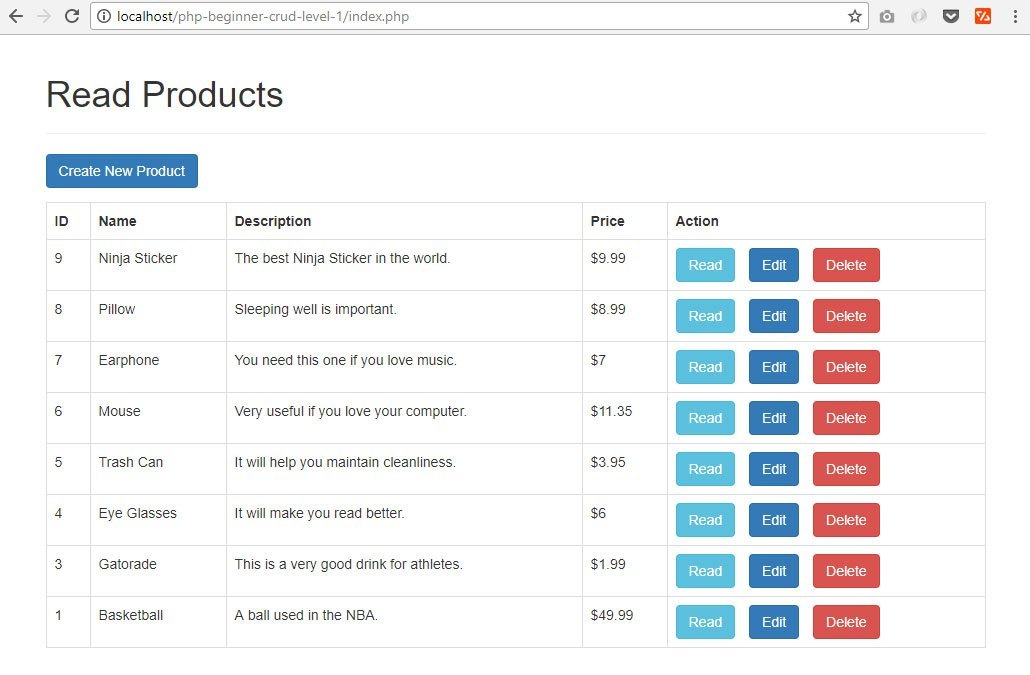 localhost/php-beginner-crud-level-1/index.php
Read Products
Create New Product
ID Name Description Price Action
9 Ninja Sticker The best Ninja Sticker in the world. $9.99 Read Edit Delete
8 Pillow Sleeping well is important. $8.99 Read Edit Delete
7 Earphone You need this one if you love music. $7 Read Edit Delete
6 Mouse Very useful if you love your computer. $11.35 Read Edit Delete
5 Trash Can It will help you maintain cleanliness. $3.95 Read Edit Delete
4 Eye Glasses It will make you read better. $6 Read Edit Delete
3 Gatorade This is a very good drink for athletes. $1.99 Read Edit Delete
1 Basketball A ball used in the NBA. $49.99 Read Edit Delete